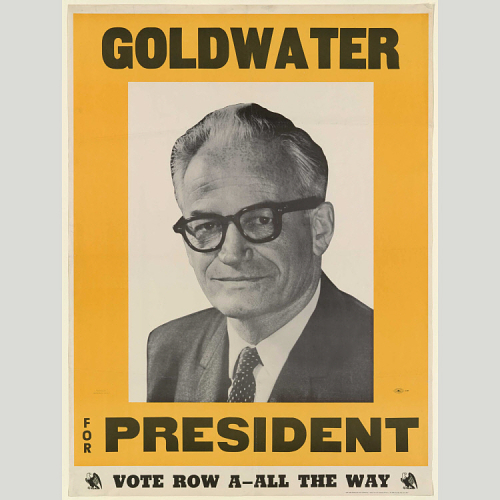 GOLDWATER
FOR
PRESIDENT
VOTE ROW A–ALL THE WAY